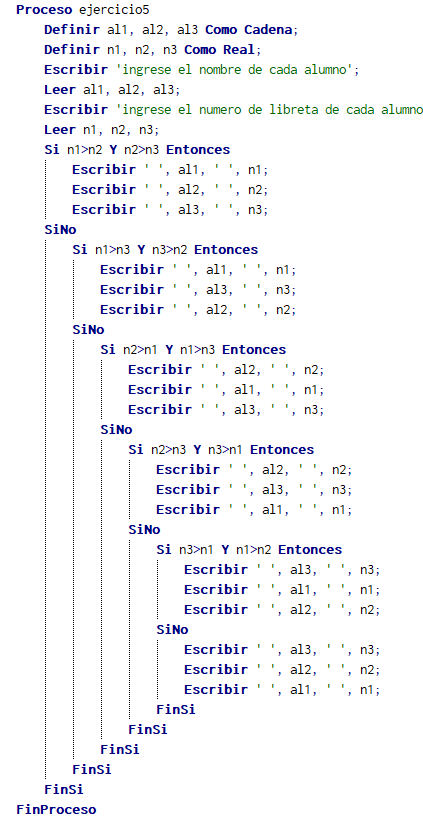 Proceso ejercicio5
Definir al1, al2, al3 Como Cadena;
Definir n1, n2, n3 Como Real;
Escribir 'ingrese el nombre de cada alumno';
Leer al1, al2, al3;
Escribir 'ingrese el numero de libreta de cada alumno
Leer n1, n2, n3;
Si n1>n2 Y n2>n3 Entonces
Escribir ' ', al1, ' ', n1;
Escribir ' ', al2, ' ', n2;
Escribir ' ', al3, ' ', n3;
SiNo
Si n1>n3 Y n3>n2 Entonces
Escribir ' ', al1, ' ', n1;
Escribir ' ', al3, ' ', n3;
Escribir ' ', al2, ' ', n2;
SiNo
Si n2>n1 Y n1>n3 Entonces
Escribir ' ', al2, ' ', n2;
Escribir ' ', al1, ' ', n1;
Escribir ' ', al3, ' ', n3;
SiNo
Si n2>n3 Y n3>n1 Entonces
Escribir ' ', al2, ' ', n2;
Escribir ' ', al3, ' ', n3;
Escribir ' ', al1, ' ', n1;
SiNo
Si n3>n1 Y n1>n2 Entonces
Escribir ' ', al3, ' ', n3;
Escribir ' ', al1, ' ', n1;
Escribir ' ', al2, ' ', n2;
SiNo
Escribir ' ', al3, ' ', n3;
Escribir ' ', al2, ' ', n2;
Escribir ' ', al1, ' ', n1;
FinSi
FinSi
FinSi
FinSi
FinSi
FinProceso